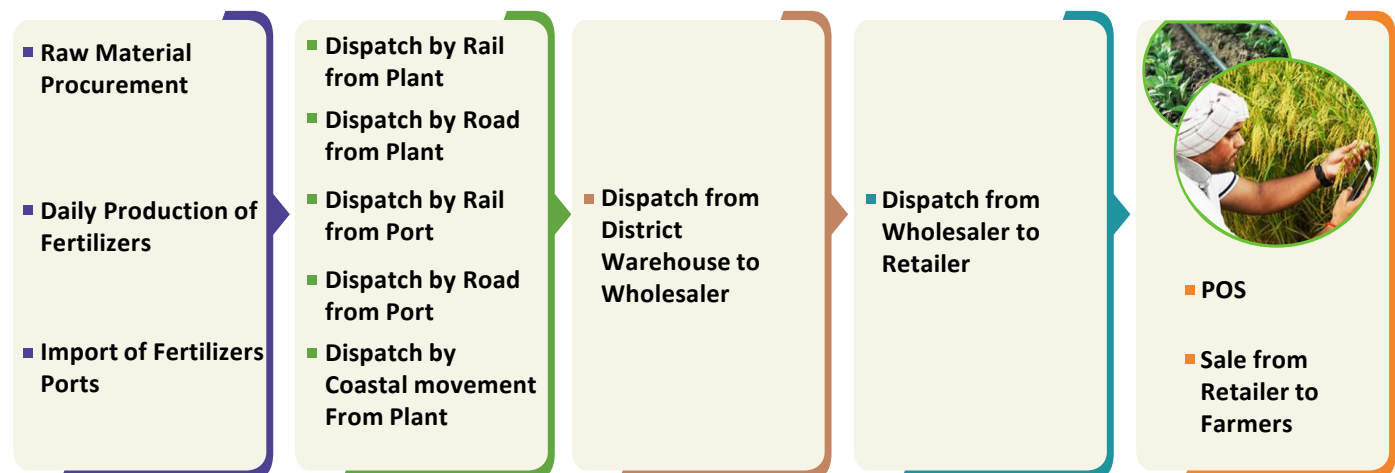 Raw Material
Procurement
Daily Production of
Fertilizers
Import of Fertilizers
Ports
Dispatch by Rail
from Plant
Dispatch by Road
from Plant
Dispatch by Rail
from Port
Dispatch by Road
from Port
Dispatch by
Coastal movement
From Plant
Dispatch from
District
Warehouse to
Wholesaler
Dispatch from
Wholesaler to
Retailer
POS
Sale from
Retailer to
Farmers